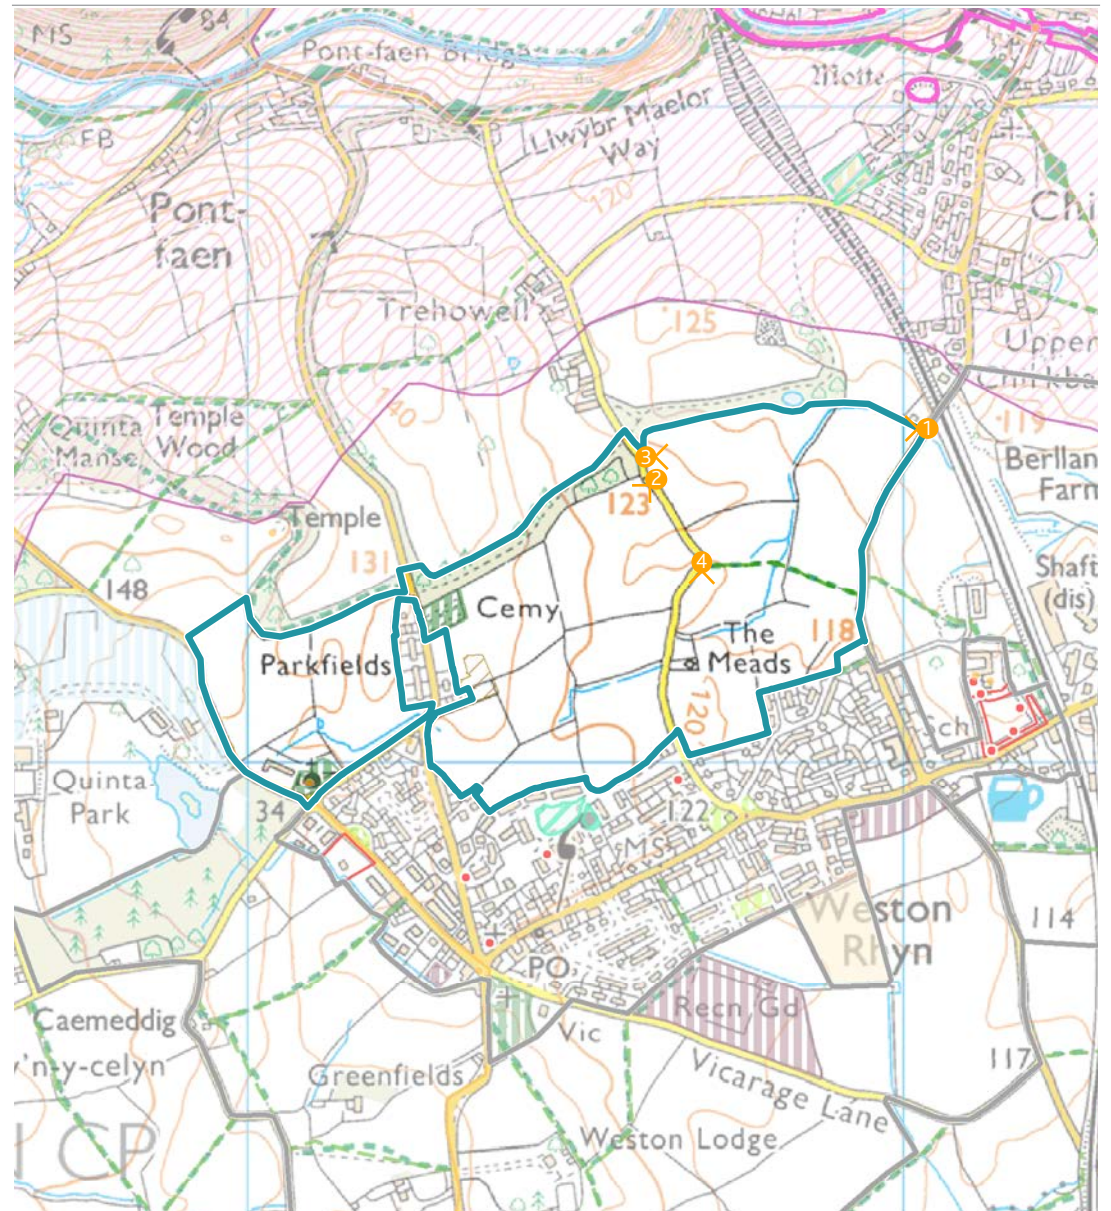 MS
84
Pont-faen Bridge
Motte
FB
Llwybr Maelor
Way
120
Pont-
faen
Chi
Trehowell
125
Upper
Chirkba
140
Quinta
Manse
Temple
Wood
1
119
3
2
123
Berllan
Farm
Temple
131
4
148
Shaft
(dis)
Cemy
Parkfields
The
Meads
118
120
Sch
Quinta
Park
34
122
MS
Weston
Rhyn
114
PO
Recn Gd
Caemeddig
Vic
y'n-y-celyn
Greenfields
117
Vicarage Lane
Weston Lodge
CP